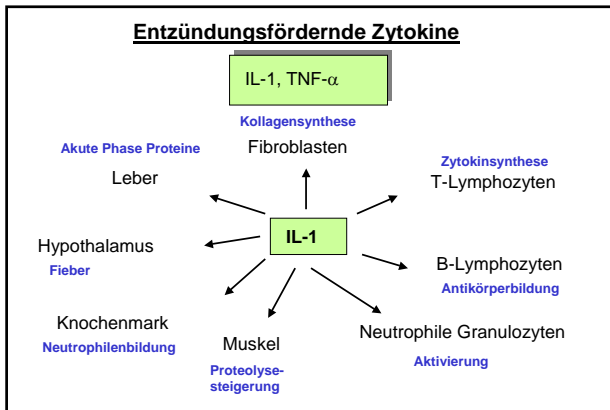 Entzündungsfördernde Zytokine
IL-1, TNF-α
Kollagensynthese
Fibroblasten
Akute Phase Proteine
Leber
Zytokinsynthese
T-Lymphozyten
IL-1
Hypothalamus
Fieber
B-Lymphozyten
Antikörperbildung
Knochenmark
Neutrophilenbildung
Muskel
Proteolyse-
steigerung
Neutrophile Granulozyten
Aktivierung